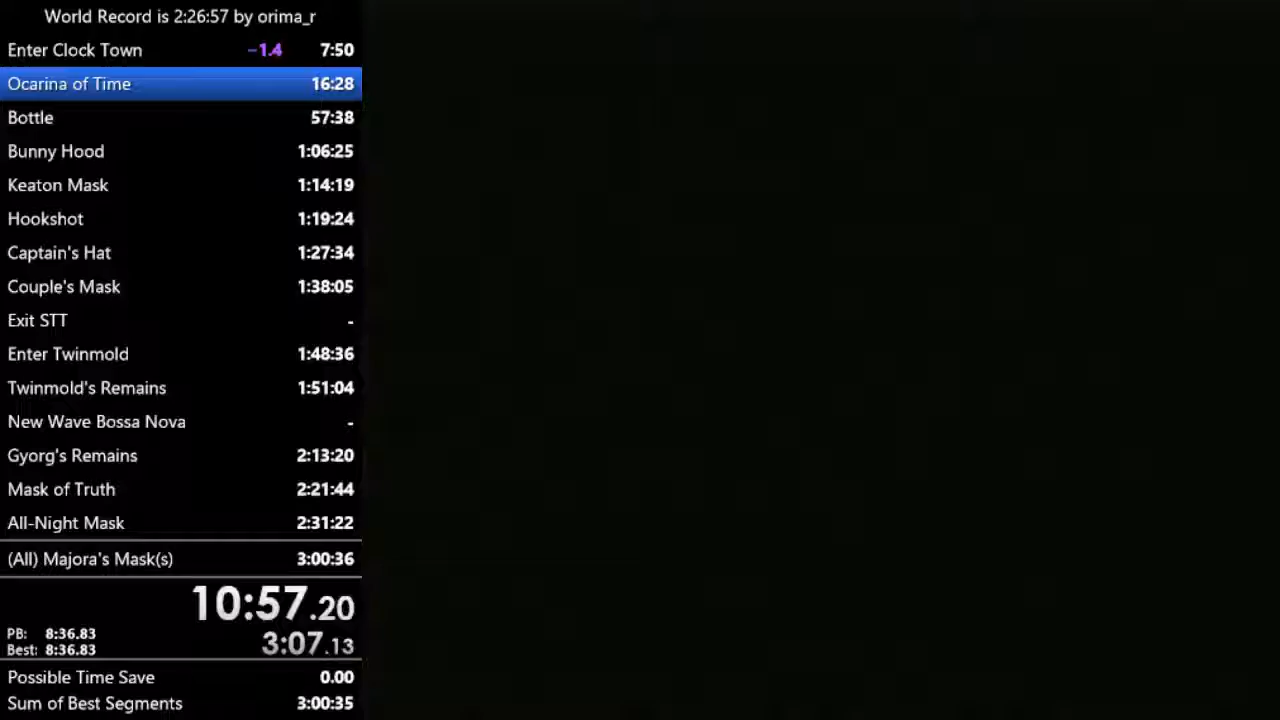 World Record is 2:26:57 by orima_r
Enter Clock Town −1.4 7:50
Ocarina of Time 16:28
Bottle 57:38
Bunny Hood 1:06:25
Keaton Mask 1:14:19
Hookshot 1:19:24
Captain's Hat 1:27:34
Couple's Mask 1:38:05
Exit STT -
Enter Twinmold 1:48:36
Twinmold's Remains 1:51:04
New Wave Bossa Nova -
Gyorg's Remains 2:13:20
Mask of Truth 2:21:44
All-Night Mask 2:31:22
(All) Majora's Mask(s) 3:00:36
10:57.20
PB: 8:36.83
Best: 8:36.83 3:07.13
Possible Time Save 0.00
Sum of Best Segments 3:00:35